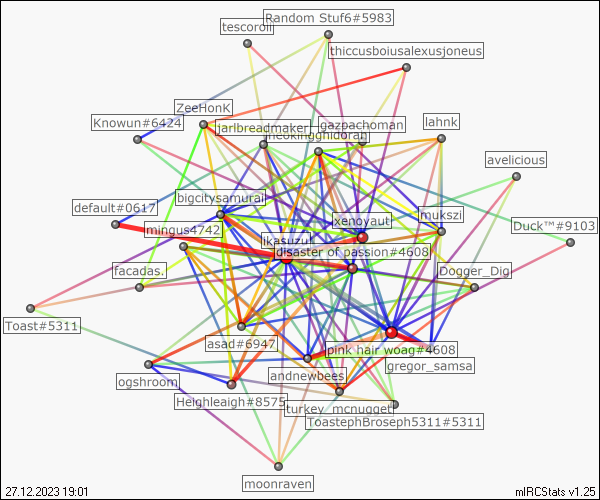 Random Stuf6#5983
tescoroll
thiccusboiusalexusjoneus
ZeeHonK
Knowun#6424
jarlbreadmaker
gazpachoman
lahnk
ncokingghidorah
avelicious
bigcitysamurai
default#0617
xenoyaut
mukszi
Duck™#9103
mingus4742
lkasuzut
disaster of passion#4608
facadas.
Dogger_Dig
Toast#5311
asad#6947
pink hair woag#4608
gregor_samsa
ogshroom
andnewbees
Heighleaigh#8575
turkey_mcnugget
ToastephBroseph5311#5311
moonraven
27.12.2023 19:01
mIRCStats v1.25